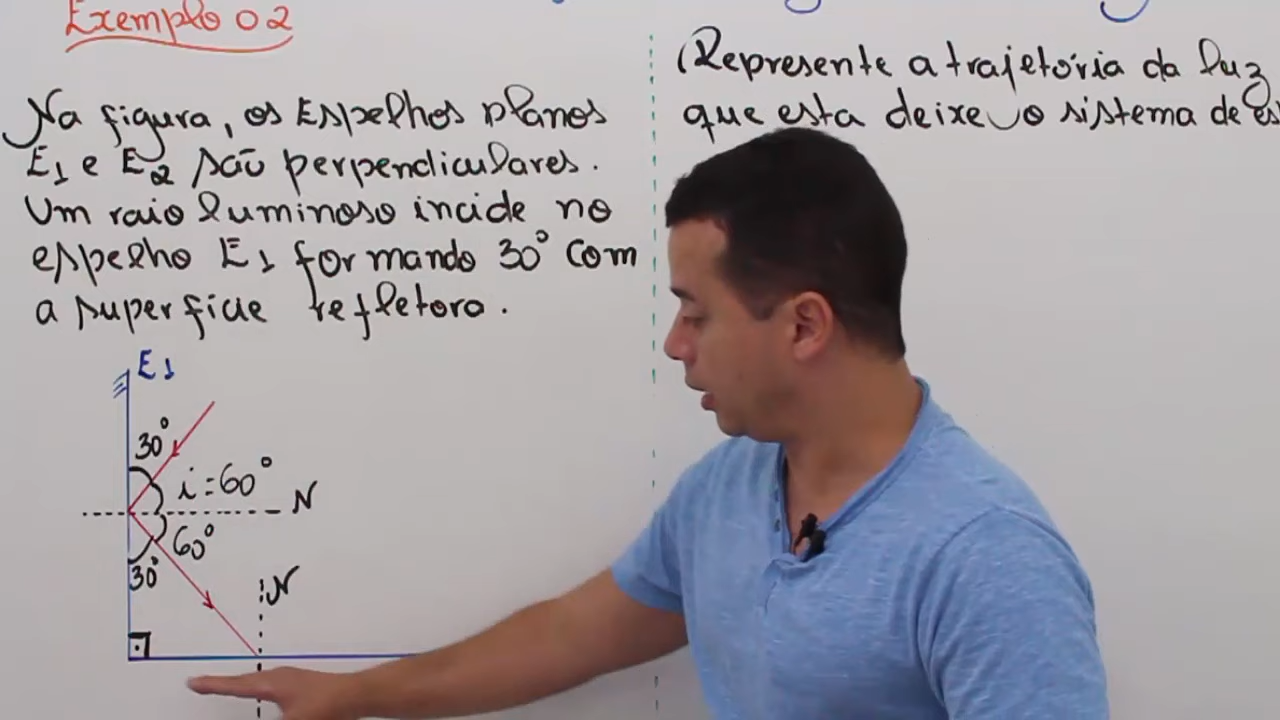 Exemplo 02
Na figura, os Espelhos planos
E1 e E2 são perpendiculares.
Um raio luminoso incide no
espelho E1 formando 30° com
a superfície refletora.
Represente a trajetória da luz
que esta deixe o sistema de es
E1
30°
i=60°
N
60°
30°
N